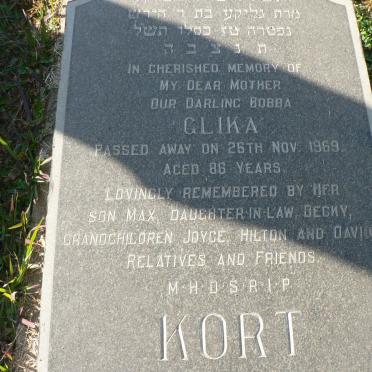 מרת גליקע בת ר הירש
נפטרה טז כסלו תשל
ת נ צ ב ה
IN CHERISHED MEMORY OF
MY DEAR MOTHER
OUR DARLING BOBBA
GLIKA
PASSED AWAY ON 26TH NOV. 1969.
AGED 86 YEARS.
LOVINGLY REMEMBERED BY HER
SON MAX, DAUGHTER-IN-LAW, BECKY,
GRANDCHILDREN JOYCE, HILTON AND DAVID
RELATIVES AND FRIENDS.
M·H·D·S·R·I·P
KORT